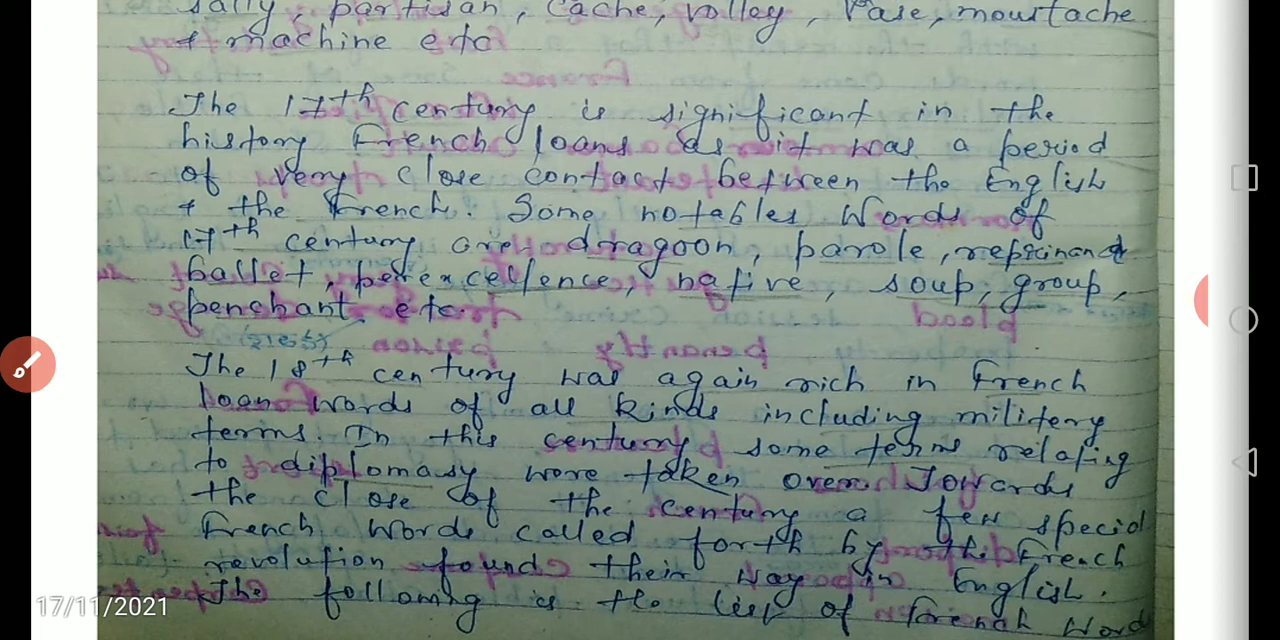 sally, partisan, cache, volley, vase, moustache
+ machine etc
The 17th century is significant in the
history French loans as it was a period
of very close contacts between the English
+ the French. Some notables words of
17th century are dragoon, parole, reprimand
ballet, par excellence, naive, soup, group,
penchant etc.
The 18th century was again rich in French
loan words of all kinds including military
terms. In this century some terms relating
to diplomasy were taken over. Towards
the close of the century a few special
French words called forth by the French
revolution found their way in English.
The following is the list of French word
17/11/2021